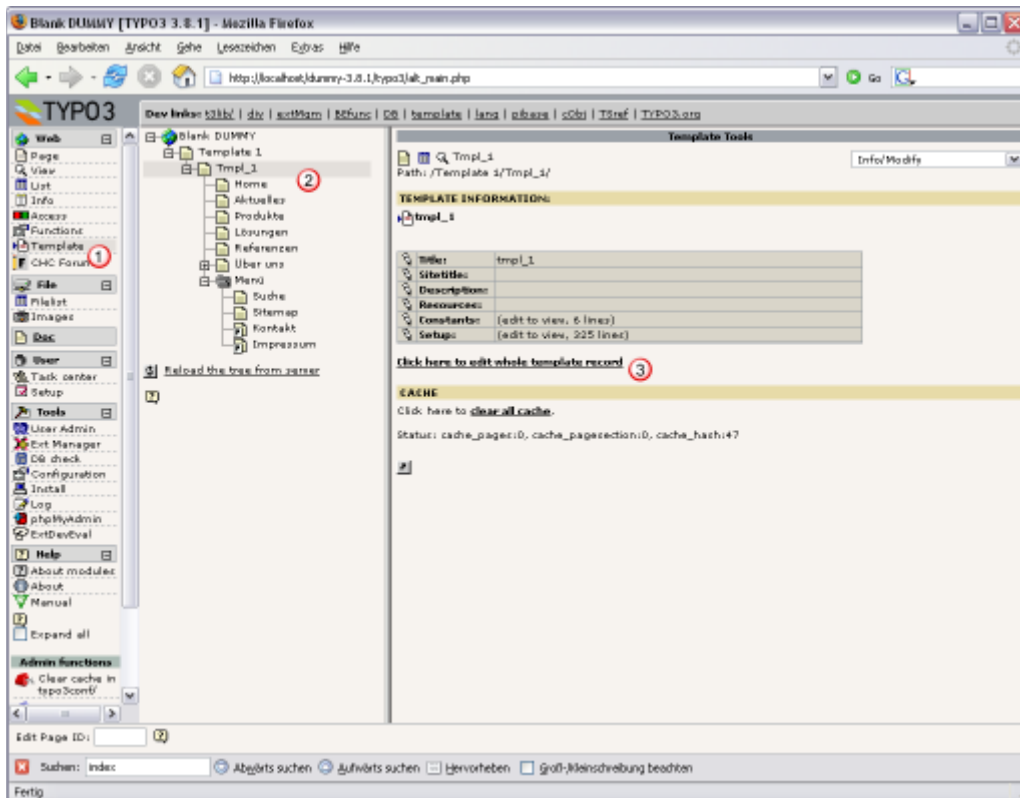 Blank DUMMY [TYPO3 3.8.1] - Mozilla Firefox
Datei Bearbeiten Ansicht Gehe Lesezeichen Extras Hilfe
http://localhost/dummy-3.8.1/typo3/alt_main.php Go
TYPO3
Dev links: t3lib/ | div | extMgm | BEfunc | DB | template | lang | pibase | cObj | TSref | TYPO3.org
Web
Page
View
List
Info
Access
Functions
Template
1
CHC Forum
File
Filelist
Images
Doc
User
Task center
Setup
Tools
User Admin
Ext Manager
DB check
Configuration
Install
Log
phpMyAdmin
ExtDevEval
Help
About modules
About
Manual
Expand all
Admin functions
Clear cache in
typo3conf/
Blank DUMMY
Template 1
Tmpl_1
2
Home
Aktuelles
Produkte
Lösungen
Referenzen
Über uns
Menü
Suche
Sitemap
Kontakt
Impressum
Reload the tree from server
Template Tools
Tmpl_1
Info/Modify
Path: /Template 1/Tmpl_1/
TEMPLATE INFORMATION:
tmpl_1
Title: tmpl_1
Sitetitle:
Description:
Resources:
Constants: (edit to view, 6 lines)
Setup: (edit to view, 325 lines)
Click here to edit whole template record
3
CACHE
Click here to clear all cache.
Status: cache_pages:0, cache_pagesection:0, cache_hash:47
Edit Page ID:
Suchen: index Abwärts suchen Aufwärts suchen Hervorheben Groß-/Kleinschreibung beachten
Fertig